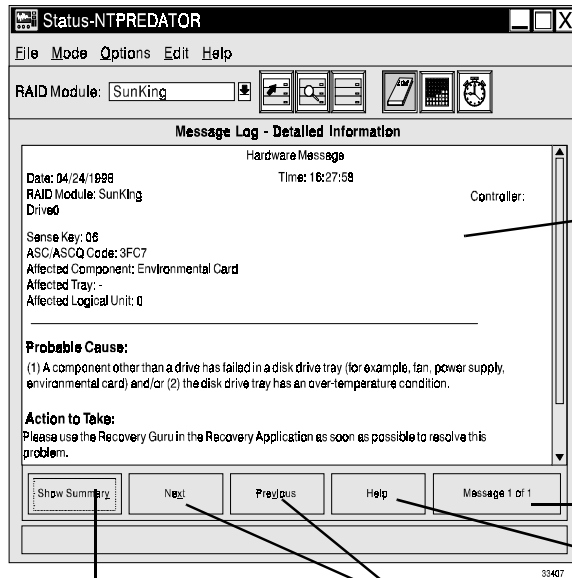 Status-NTPREDATOR
File Mode Options Edit Help
RAID Module: SunKing
Message Log - Detailed Information
Hardware Message
Date: 04/24/1998 Time: 16:27:58
RAID Module: SunKing Controller:
Drive0
Sense Key: 06
ASC/ASCQ Code: 3FC7
Affected Component: Environmental Card
Affected Tray: -
Affected Logical Unit: 0
Probable Cause:
(1) A component other than a drive has failed in a disk drive tray (for example, fan, power supply,
environmental card) and/or (2) the disk drive tray has an over-temperature condition.
Action to Take:
Please use the Recovery Guru in the Recovery Application as soon as possible to resolve this
problem.
Show Summary Next Previous Help Message 1 of 1
33407